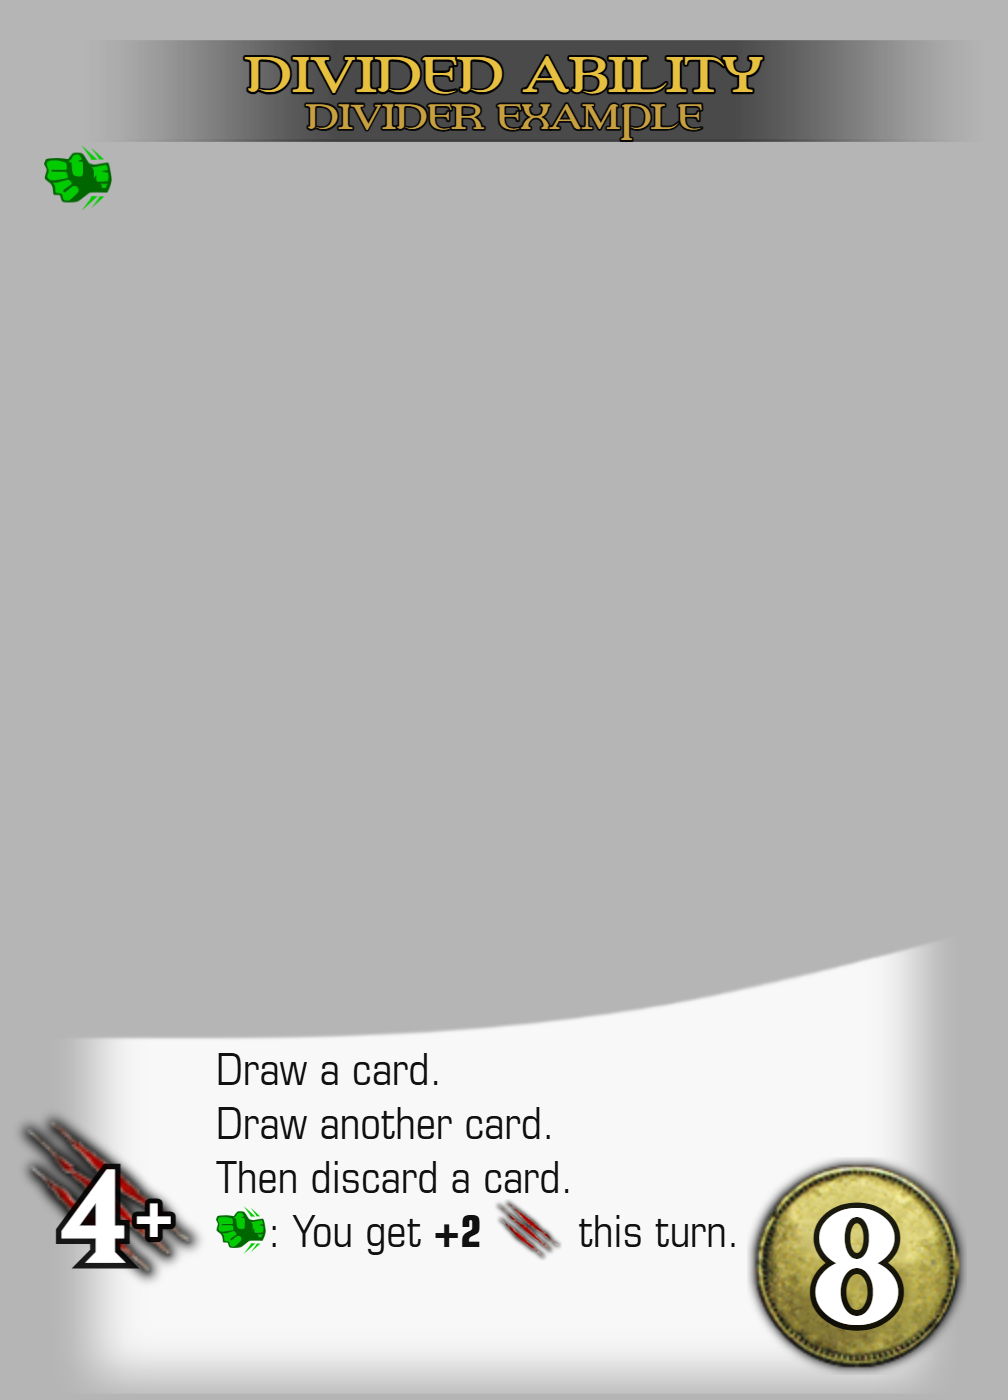 DIVIDED ABILITY
DIVIDER EXAMPLE
Draw a card.
Draw another card.
Then discard a card.
: You get +2 this turn.
4+
8